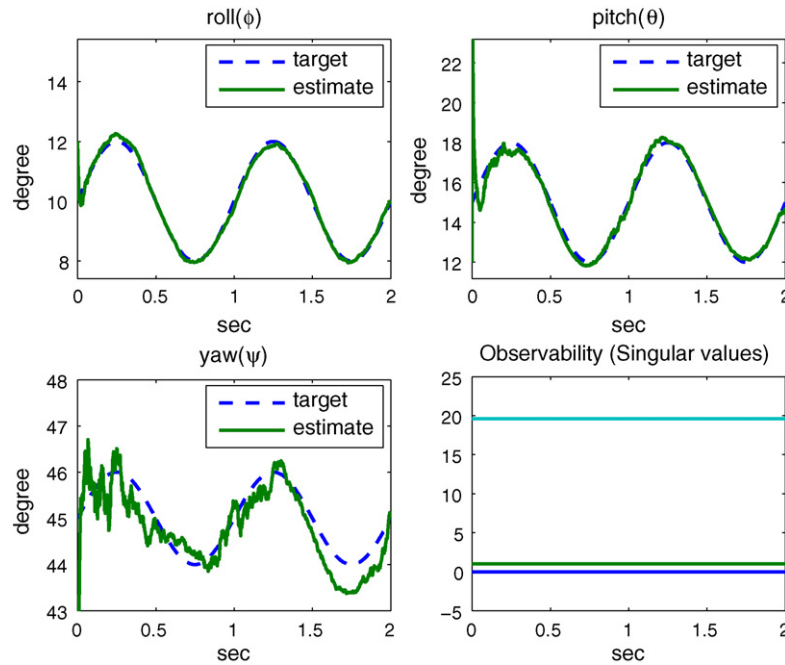 roll(ϕ)
target
estimate
14
12
10
8
degree
0 0.5 1 1.5 2
sec
pitch(θ)
target
estimate
22
20
18
16
14
12
degree
0 0.5 1 1.5 2
sec
yaw(ψ)
target
estimate
48
47
46
45
44
43
degree
0 0.5 1 1.5 2
sec
Observability (Singular values)
25
20
15
10
5
0
−5
0 0.5 1 1.5 2
sec